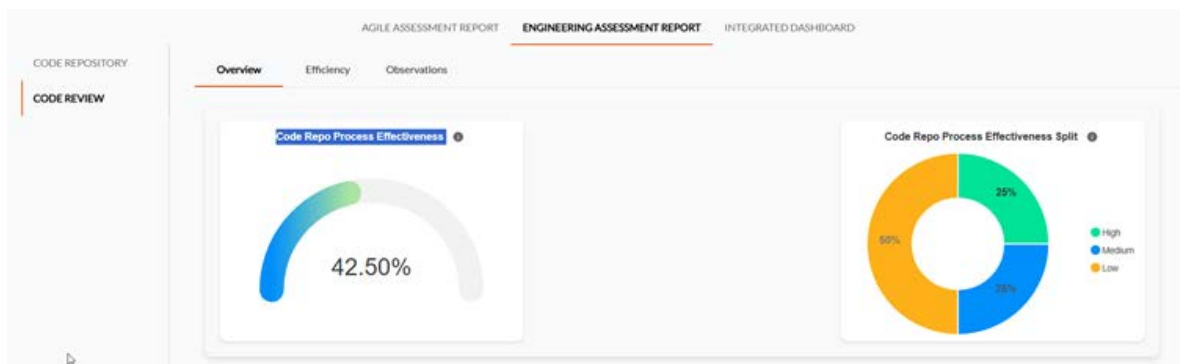 AGILE ASSESSMENT REPORT ENGINEERING ASSESSMENT REPORT INTEGRATED DASHBOARD
CODE REPOSITORY
CODE REVIEW
Overview Efficiency Observations
Code Repo Process Effectiveness
42.50%
Code Repo Process Effectiveness Split
25%
50%
25%
High
Medium
Low